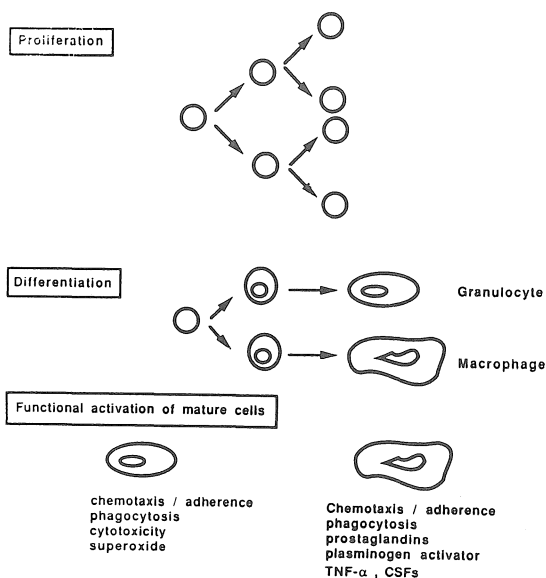 Proliferation
Differentiation
Granulocyte
Macrophage
Functional activation of mature cells
chemotaxis / adherence
phagocytosis
cytotoxicity
superoxide
Chemotaxis / adherence
phagocytosis
prostaglandins
plasminogen activator
TNF-α , CSFs